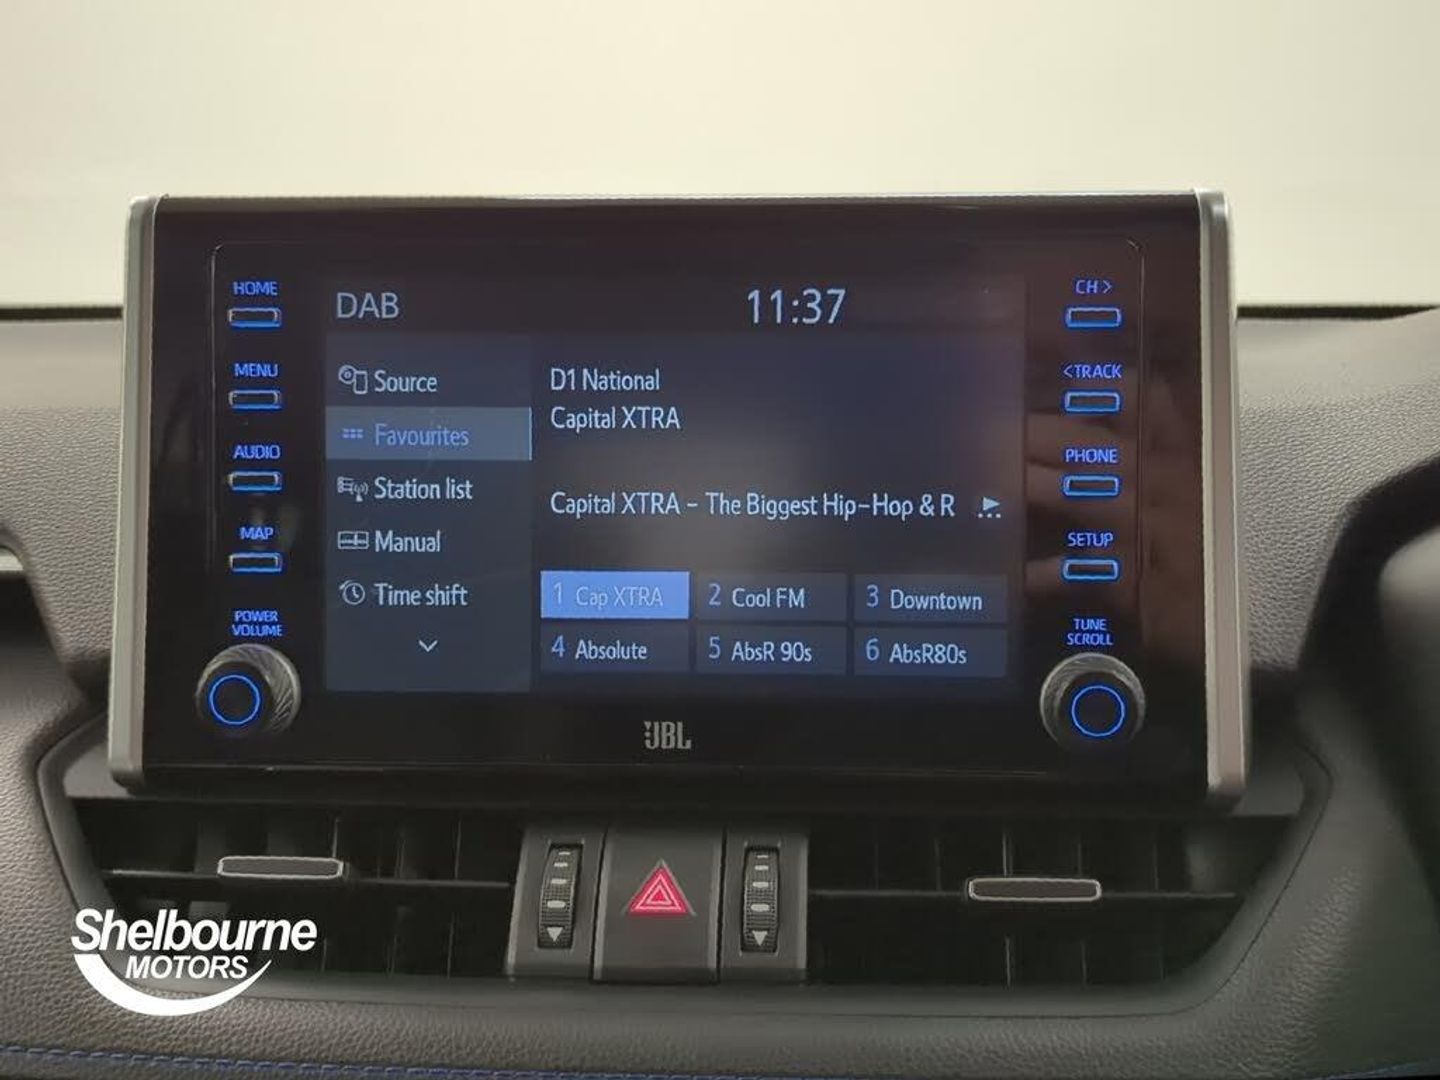 HOME
MENU
AUDIO
MAP
POWER
VOLUME
DAB
11:37
Source
Favourites
Station list
Manual
Time shift
D1 National
Capital XTRA
Capital XTRA - The Biggest Hip-Hop & R
1 Cap XTRA
2 Cool FM
3 Downtown
4 Absolute
5 AbsR 90s
6 AbsR80s
CH >
<TRACK
PHONE
SETUP
TUNE
SCROLL
JBL
Shelbourne
MOTORS